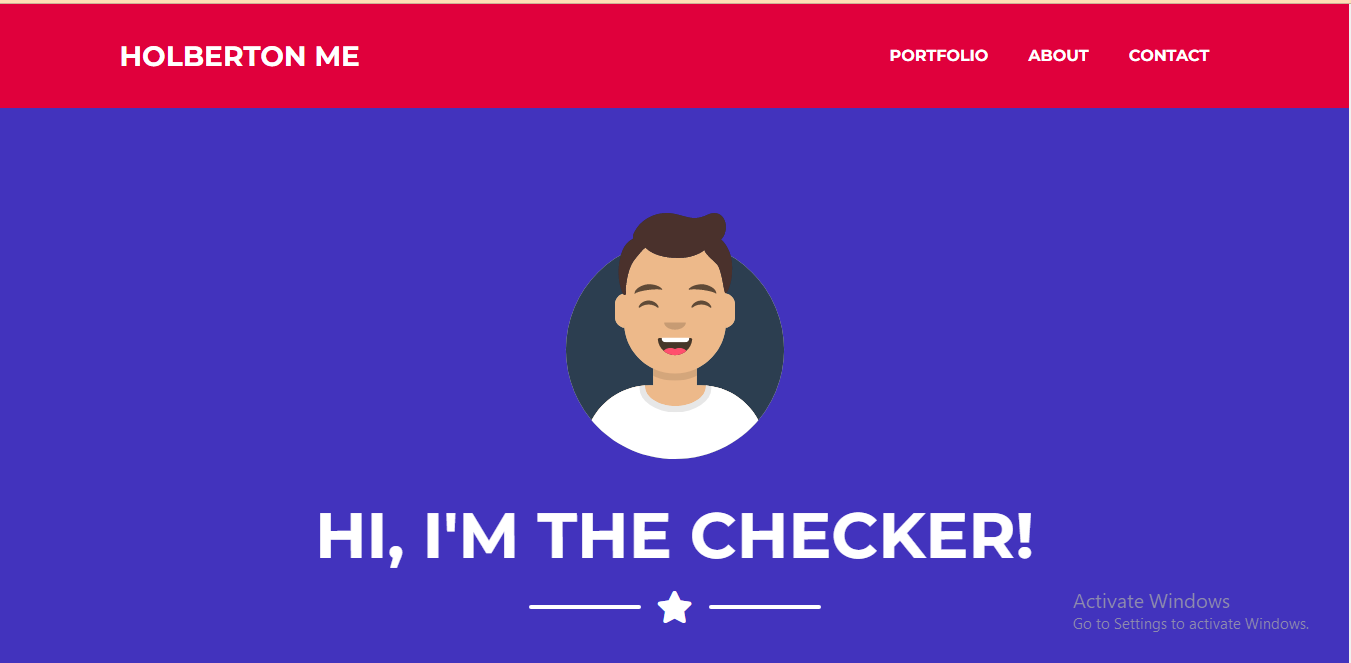 HOLBERTON ME
PORTFOLIO ABOUT CONTACT
HI, I'M THE CHECKER!
Activate Windows
Go to Settings to activate Windows.